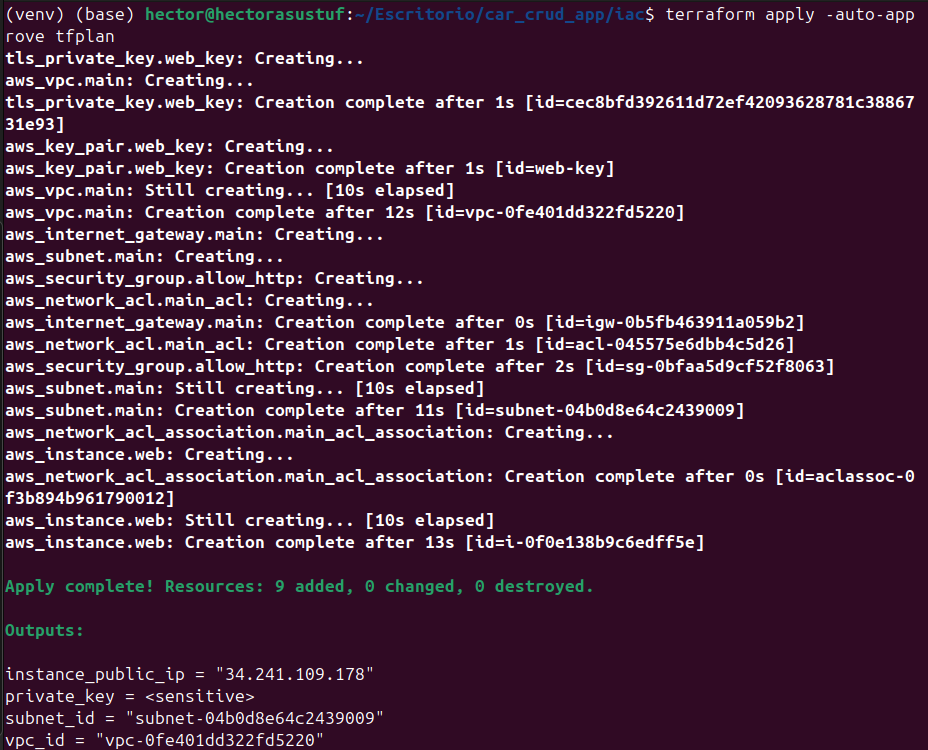 (venv) (base) hector@hectorasustuf:~/Escritorio/car_crud_app/iac$ terraform apply -auto-app
rove tfplan
tls_private_key.web_key: Creating...
aws_vpc.main: Creating...
tls_private_key.web_key: Creation complete after 1s [id=cec8bfd392611d72ef42093628781c38867
31e93]
aws_key_pair.web_key: Creating...
aws_key_pair.web_key: Creation complete after 1s [id=web-key]
aws_vpc.main: Still creating... [10s elapsed]
aws_vpc.main: Creation complete after 12s [id=vpc-0fe401dd322fd5220]
aws_internet_gateway.main: Creating...
aws_subnet.main: Creating...
aws_security_group.allow_http: Creating...
aws_network_acl.main_acl: Creating...
aws_internet_gateway.main: Creation complete after 0s [id=igw-0b5fb463911a059b2]
aws_network_acl.main_acl: Creation complete after 1s [id=acl-045575e6dbb4c5d26]
aws_security_group.allow_http: Creation complete after 2s [id=sg-0bfaa5d9cf52f8063]
aws_subnet.main: Still creating... [10s elapsed]
aws_subnet.main: Creation complete after 11s [id=subnet-04b0d8e64c2439009]
aws_network_acl_association.main_acl_association: Creating...
aws_instance.web: Creating...
aws_network_acl_association.main_acl_association: Creation complete after 0s [id=aclassoc-0
f3b894b961790012]
aws_instance.web: Still creating... [10s elapsed]
aws_instance.web: Creation complete after 13s [id=i-0f0e138b9c6edff5e]
Apply complete! Resources: 9 added, 0 changed, 0 destroyed.
Outputs:
instance_public_ip = "34.241.109.178"
private_key = <sensitive>
subnet_id = "subnet-04b0d8e64c2439009"
vpc_id = "vpc-0fe401dd322fd5220"